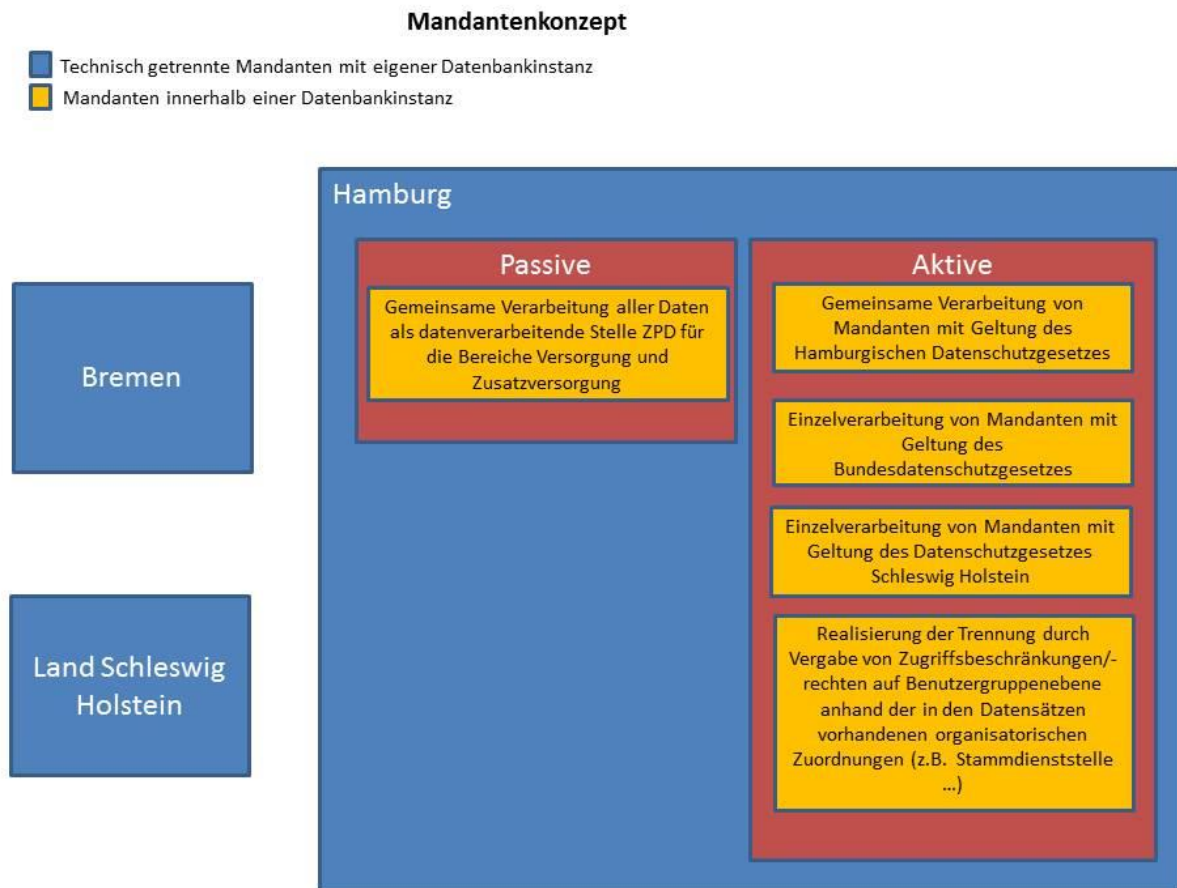 Mandantenkonzept
Technisch getrennte Mandanten mit eigener Datenbankinstanz
Mandanten innerhalb einer Datenbankinstanz
Hamburg
Passive
Gemeinsame Verarbeitung aller Daten
als datenverarbeitende Stelle ZPD für
die Bereiche Versorgung und
Zusatzversorgung
Aktive
Gemeinsame Verarbeitung von
Mandanten mit Geltung des
Hamburgischen Datenschutzgesetzes
Einzelverarbeitung von Mandanten mit
Geltung des
Bundesdatenschutzgesetzes
Einzelverarbeitung von Mandanten mit
Geltung des Datenschutzgesetzes
Schleswig Holstein
Realisierung der Trennung durch
Vergabe von Zugriffsbeschränkungen/-
rechten auf Benutzergruppenebene
anhand der in den Datensätzen
vorhandenen organisatorischen
Zuordnungen (z.B. Stammdienststelle
...)
Bremen
Land Schleswig
Holstein